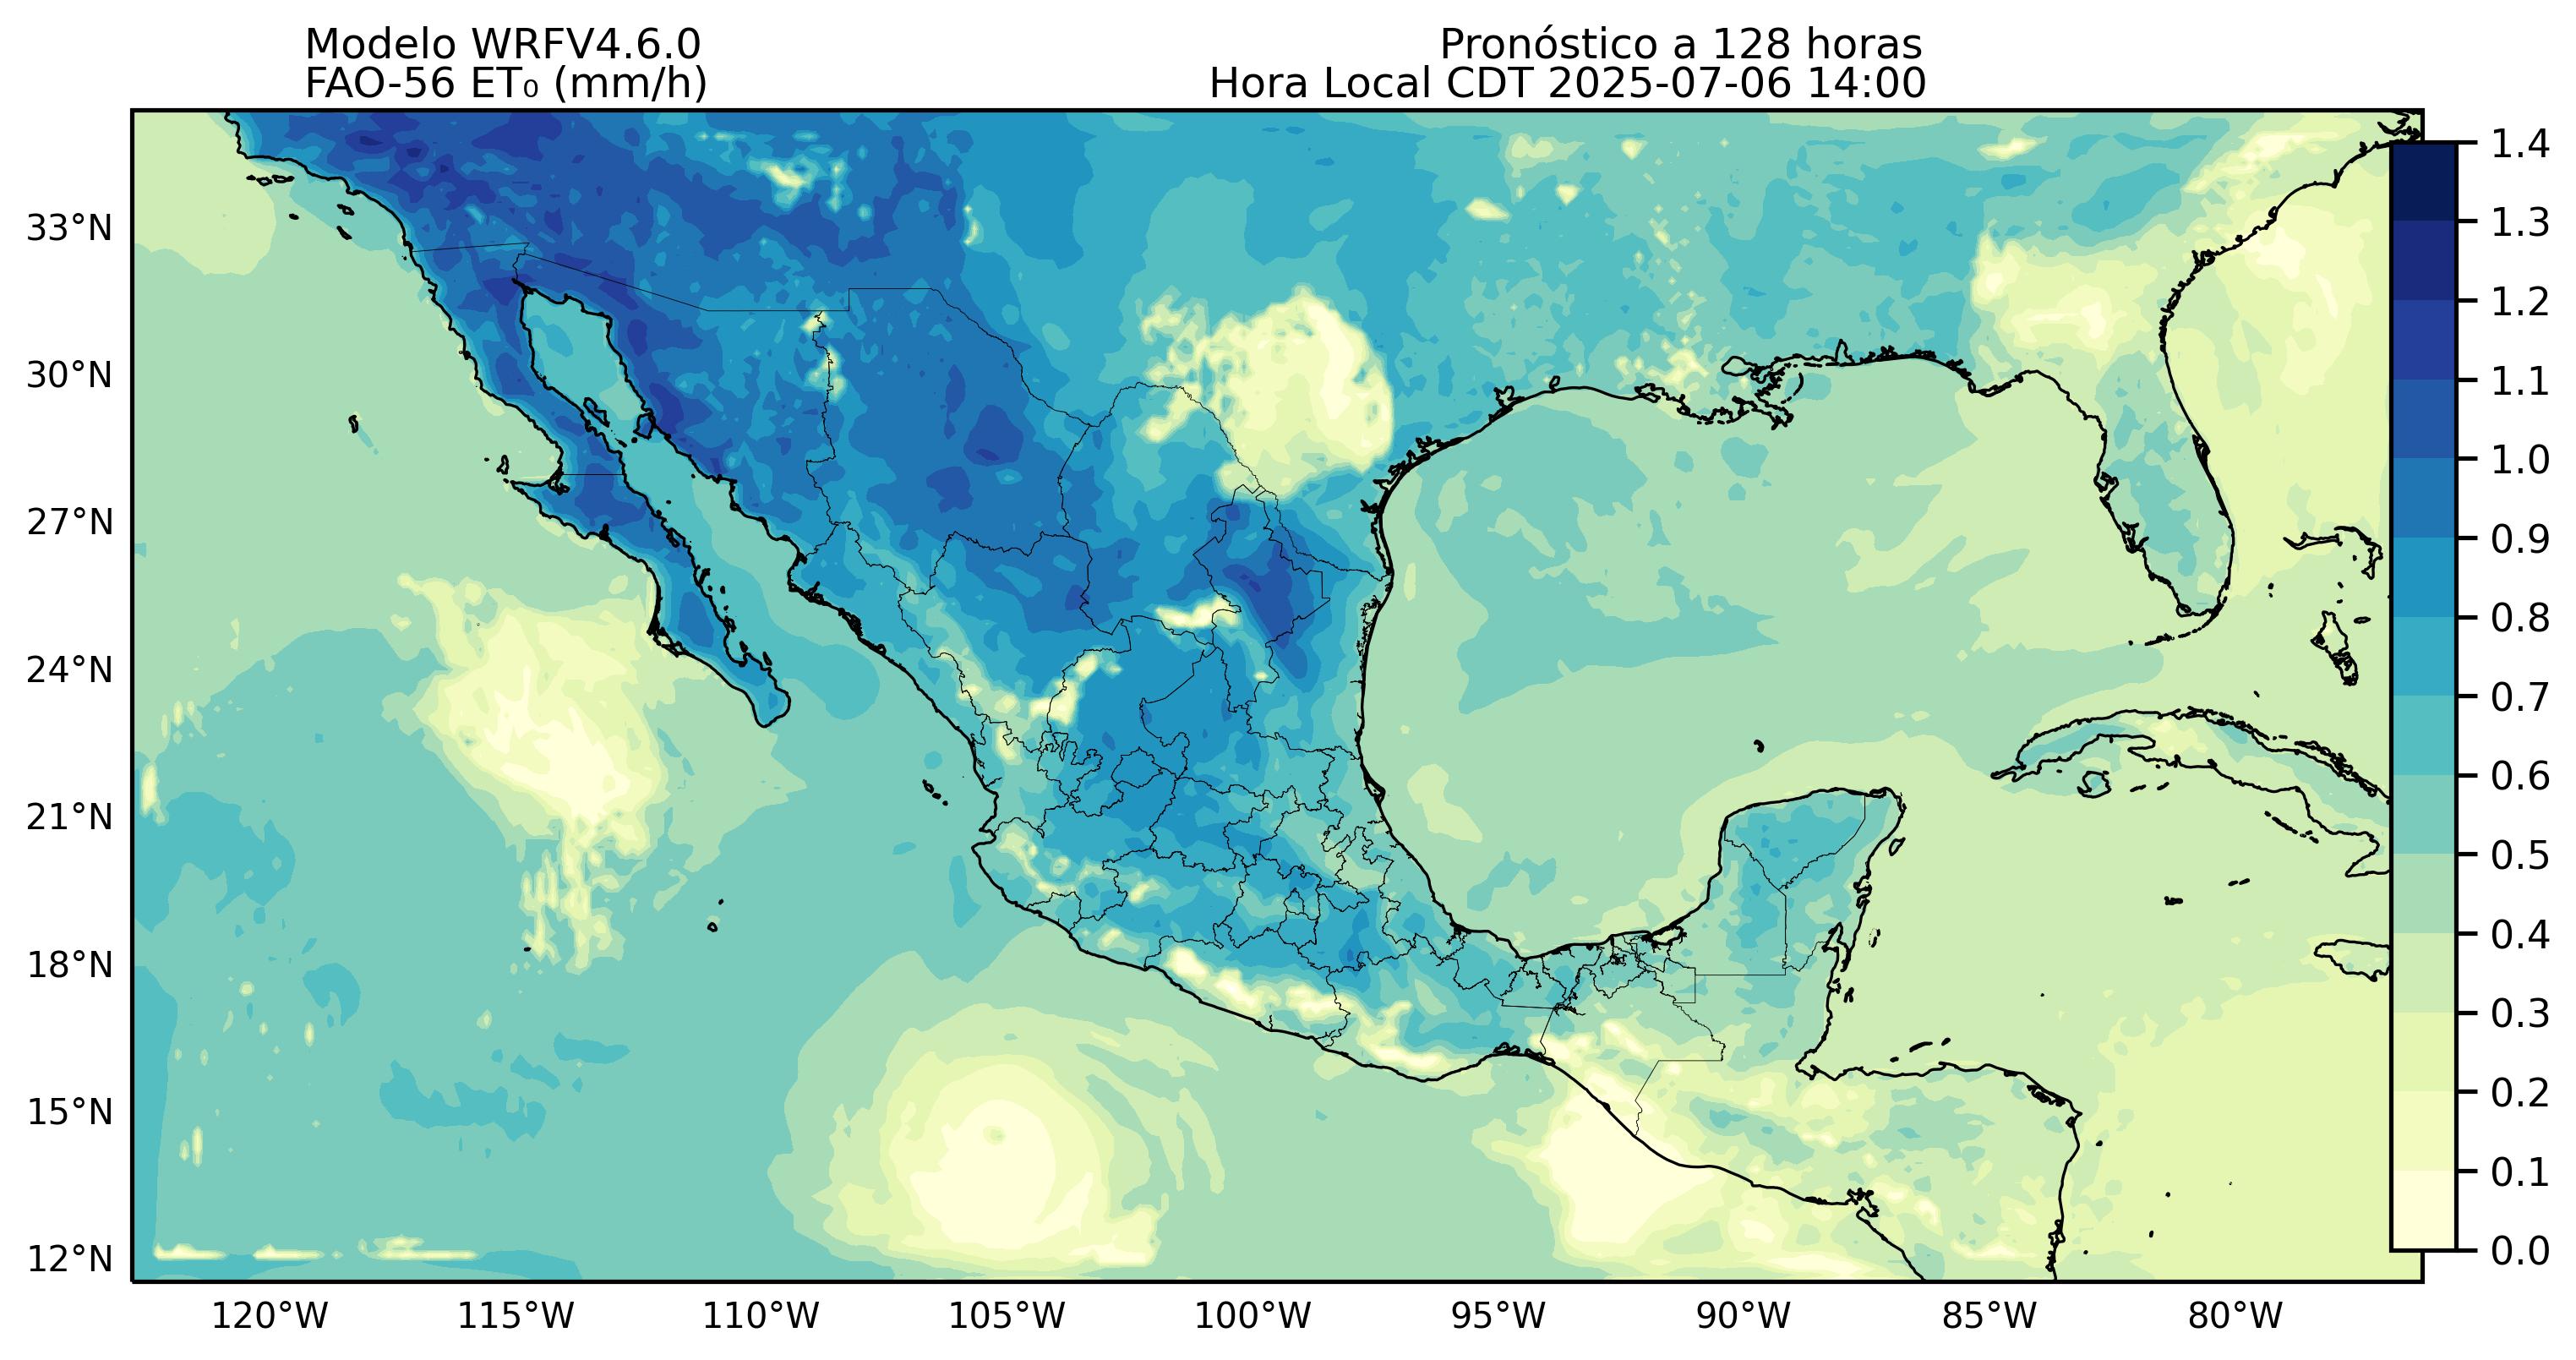 Modelo WRFV4.6.0
FAO-56 ET₀ (mm/h)
Pronóstico a 128 horas
Hora Local CDT 2025-07-06 14:00
33°N
30°N
27°N
24°N
21°N
18°N
15°N
12°N
120°W
115°W
110°W
105°W
100°W
95°W
90°W
85°W
80°W
1.4
1.3
1.2
1.1
1.0
0.9
0.8
0.7
0.6
0.5
0.4
0.3
0.2
0.1
0.0